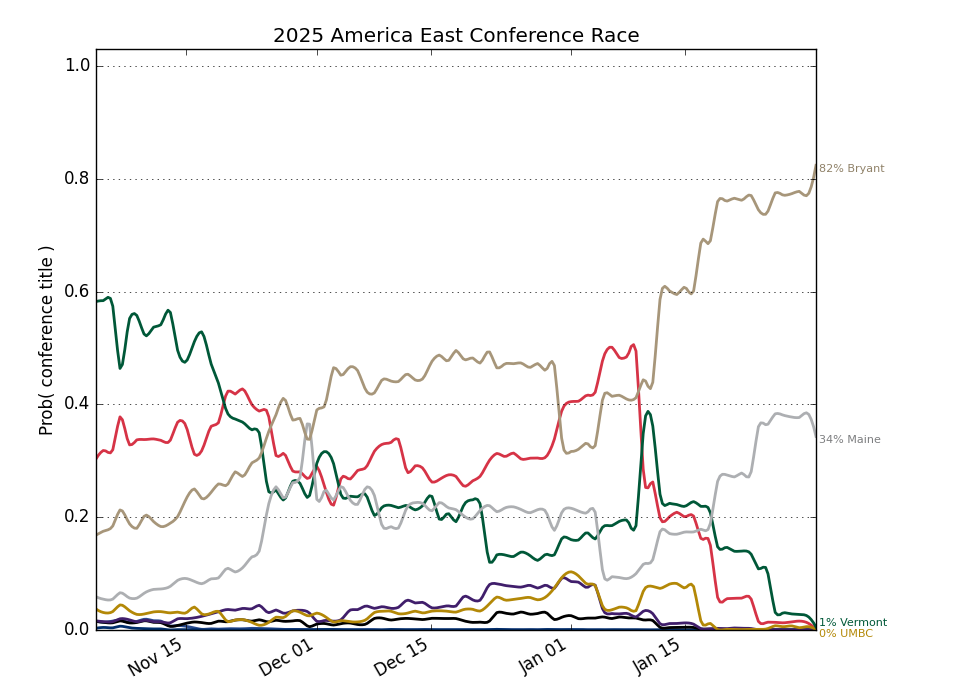 2025 America East Conference Race
Prob( conference title )
1.0
0.8
0.6
0.4
0.2
0.0
Nov 15
Dec 01
Dec 15
Jan 01
Jan 15
82% Bryant
34% Maine
1% Vermont
0% UMBC